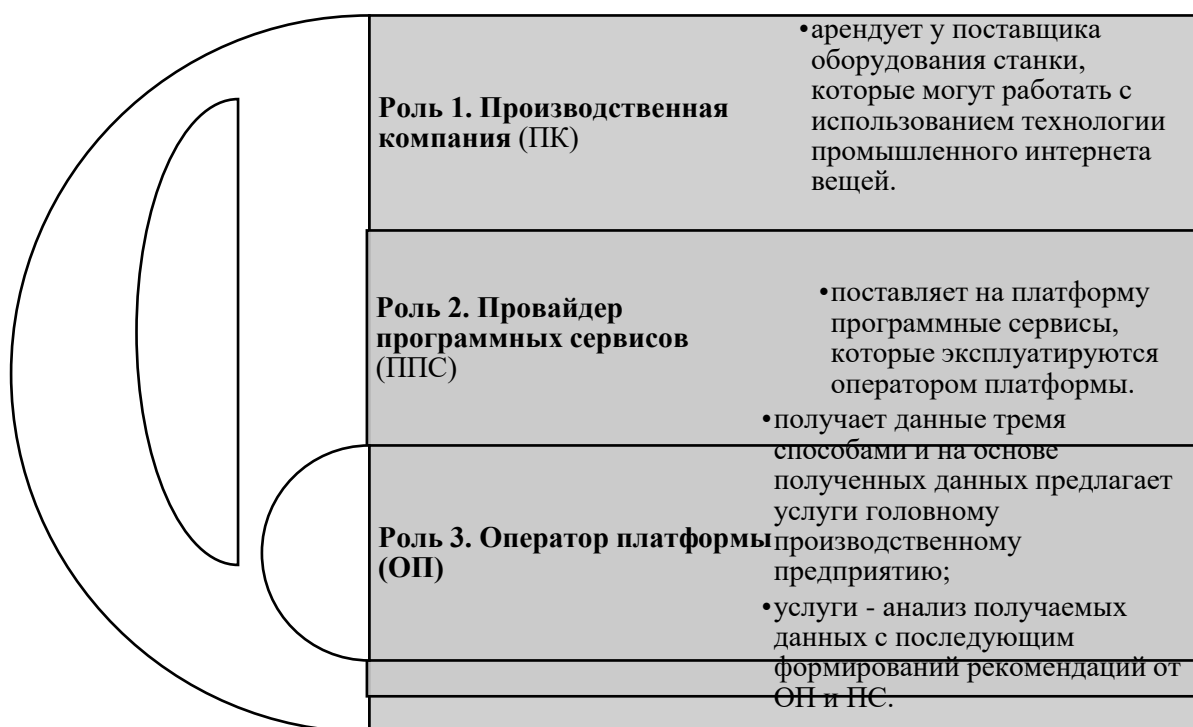 Роль 1. Производственная
компания (ПК)
•арендует у поставщика
оборудования станки,
которые могут работать с
использованием технологии
промышленного интернета
вещей.
Роль 2. Провайдер
программных сервисов
(ППС)
•поставляет на платформу
программные сервисы,
которые эксплуатируются
оператором платформы.
Роль 3. Оператор платформы
(ОП)
•получает данные тремя
способами и на основе
полученных данных предлагает
услуги головному
производственному
предприятию;
•услуги - анализ получаемых
данных с последующим
формирований рекомендаций от
ОП и ПС.